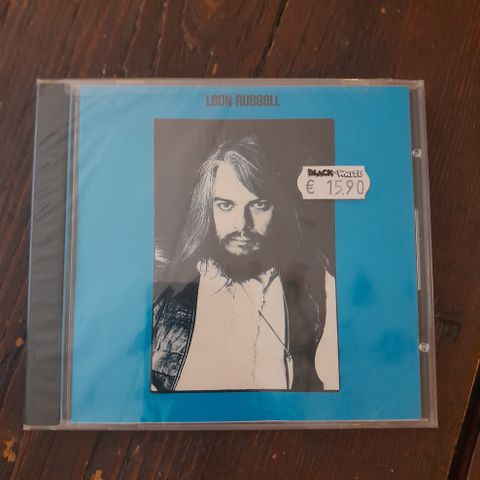 LEON RUSSELL
BLACK-WHITE
€ 15.90